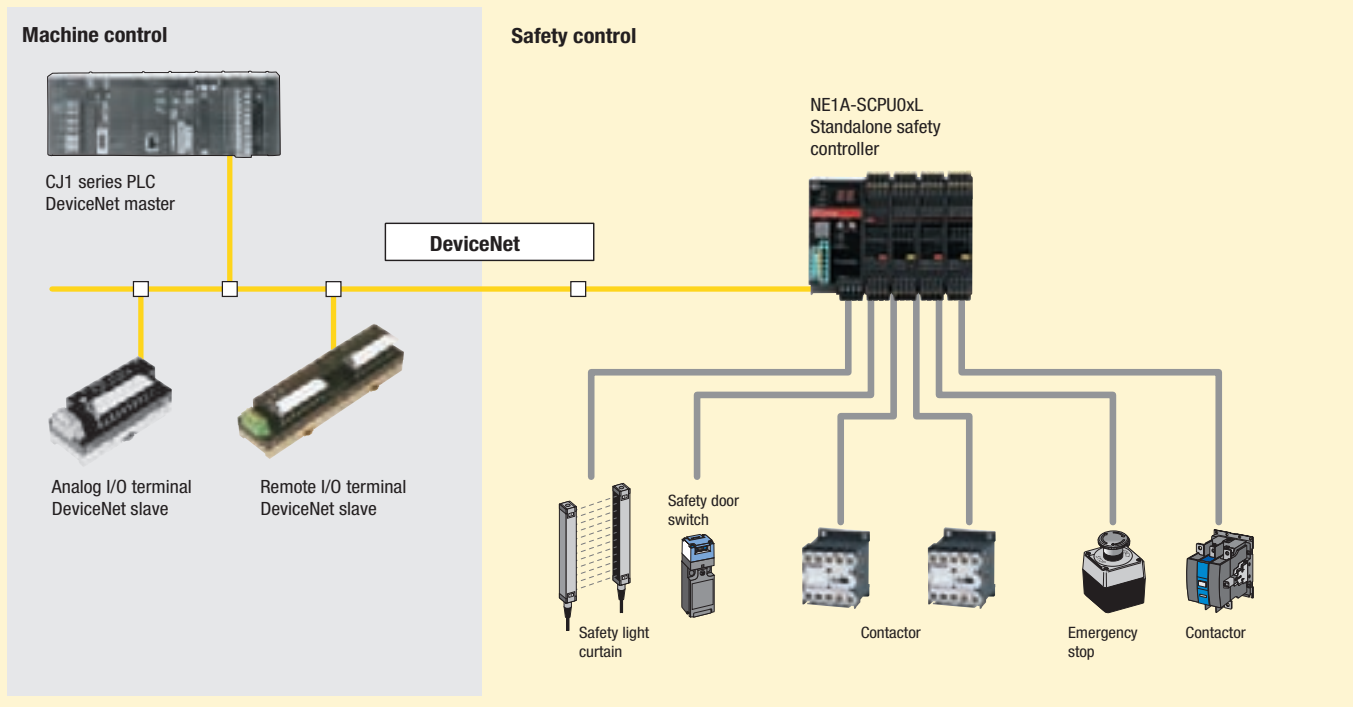 Machine control
CJ1 series PLC
DeviceNet master
DeviceNet
Analog I/O terminal
DeviceNet slave
Remote I/O terminal
DeviceNet slave
Safety control
NE1A-SCPU0xL
Standalone safety
controller
Safety light
curtain
Safety door
switch
Contactor
Emergency
stop
Contactor